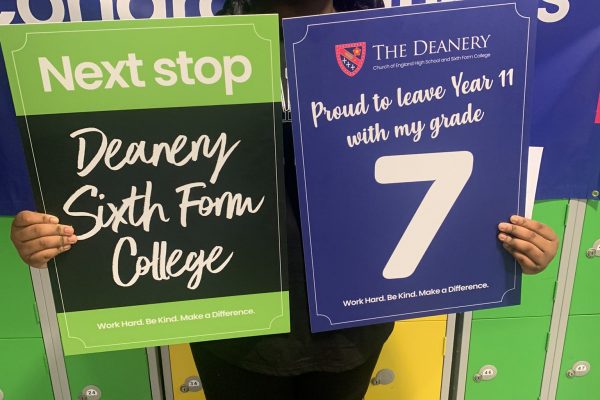 Next stop
Deanery
Sixth Form
College
Work Hard. Be Kind. Make a Difference.
THE DEANERY
Church of England High School and Sixth Form College
Proud to leave Year 11
with my grade
7
Work Hard. Be Kind. Make a Difference.
74
75